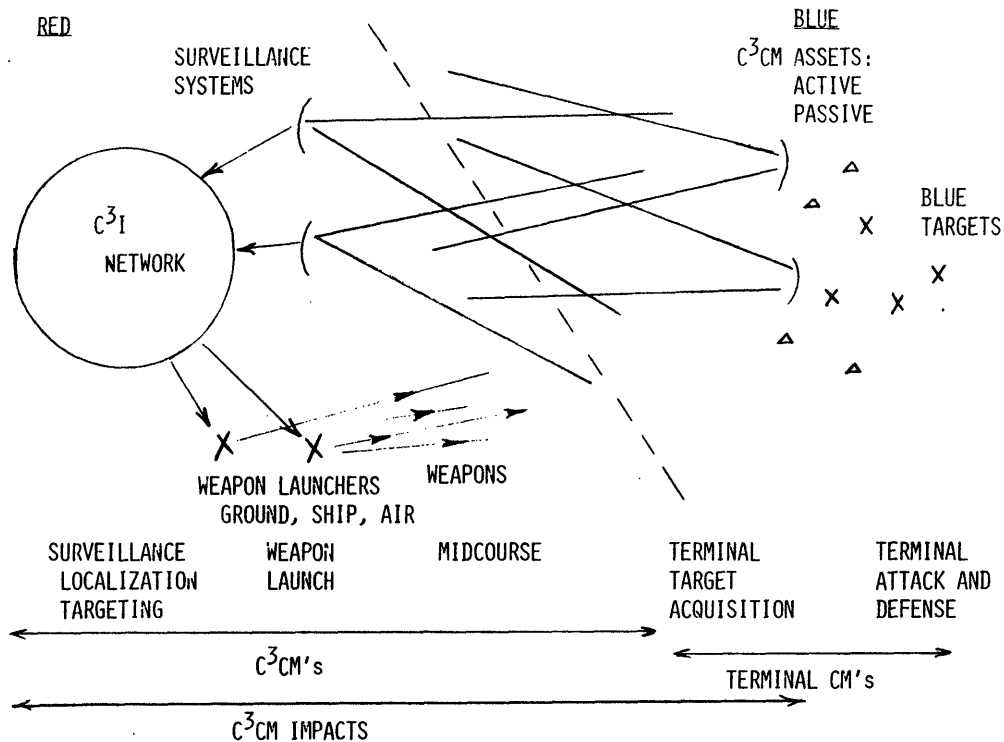 RED
BLUE
SURVEILLANCE
SYSTEMS
C³CM ASSETS:
ACTIVE
PASSIVE
C³I
NETWORK
BLUE
TARGETS
WEAPONS
WEAPON LAUNCHERS
GROUND, SHIP, AIR
SURVEILLANCE
LOCALIZATION
TARGETING
WEAPON
LAUNCH
MIDCOURSE
TERMINAL
TARGET
ACQUISITION
TERMINAL
ATTACK AND
DEFENSE
C³CM's
TERMINAL CM's
C³CM IMPACTS